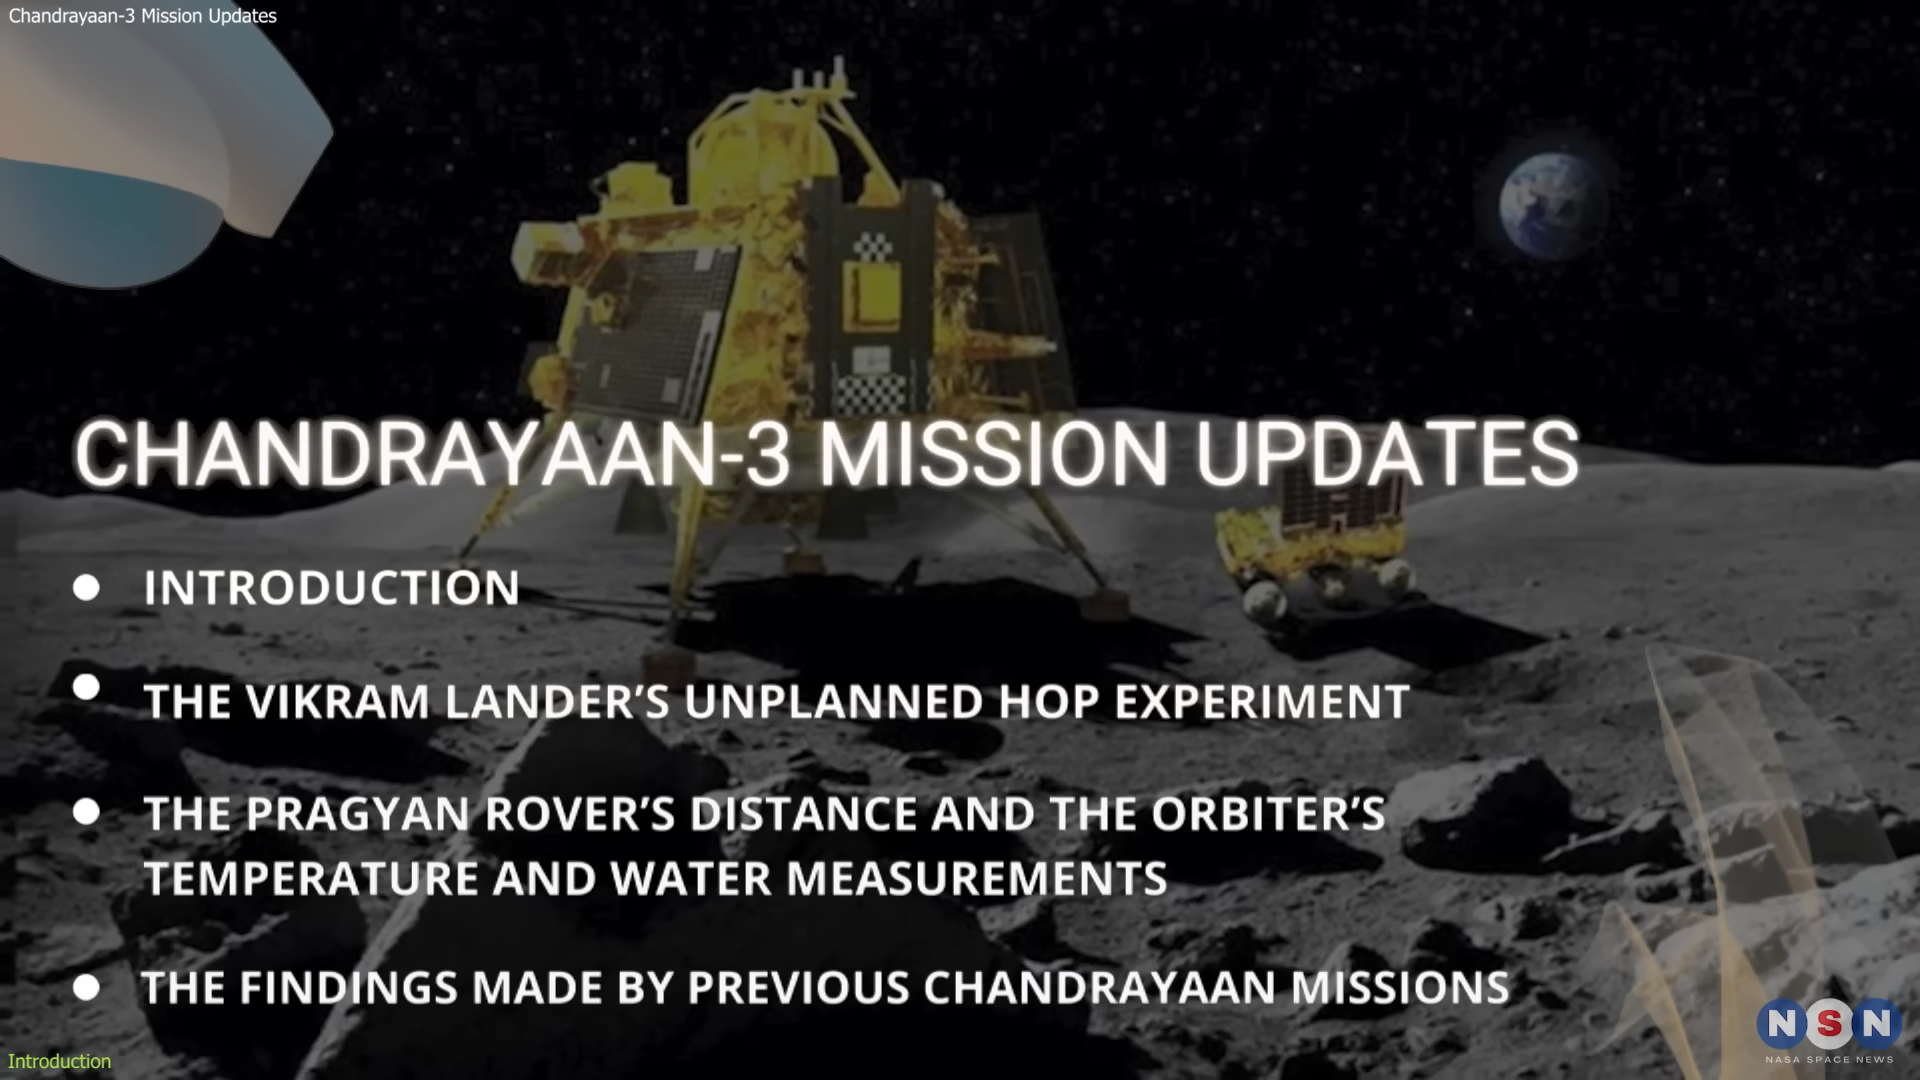 Chandrayaan-3 Mission Updates
CHANDRAYAAN-3 MISSION UPDATES
INTRODUCTION
THE VIKRAM LANDER’S UNPLANNED HOP EXPERIMENT
THE PRAGYAN ROVER’S DISTANCE AND THE ORBITER’S
TEMPERATURE AND WATER MEASUREMENTS
THE FINDINGS MADE BY PREVIOUS CHANDRAYAAN MISSIONS
NSN
NASA SPACE NEWS
Introduction